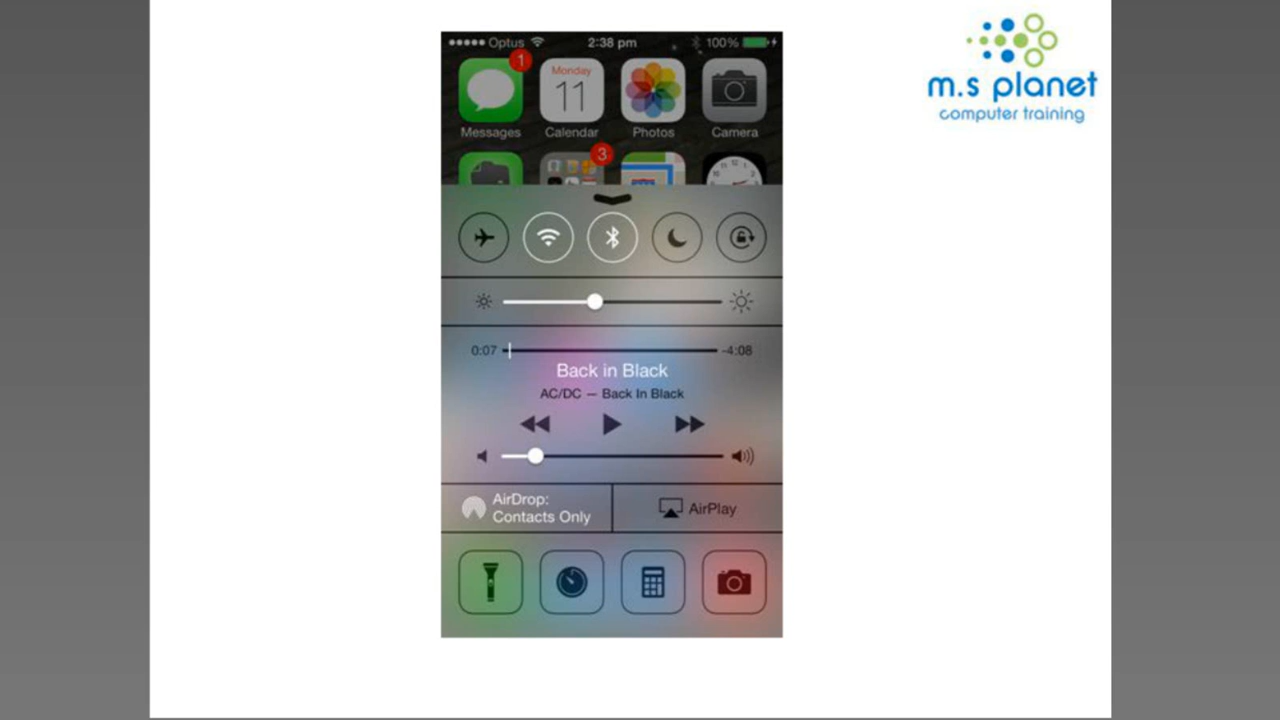 m.s planet
computer training
Optus 2:38 pm 100%
1
Monday
11
Messages Calendar Photos Camera
3
12
0:07 -4:08
Back in Black
AC/DC — Back In Black
AirDrop:
Contacts Only
AirPlay